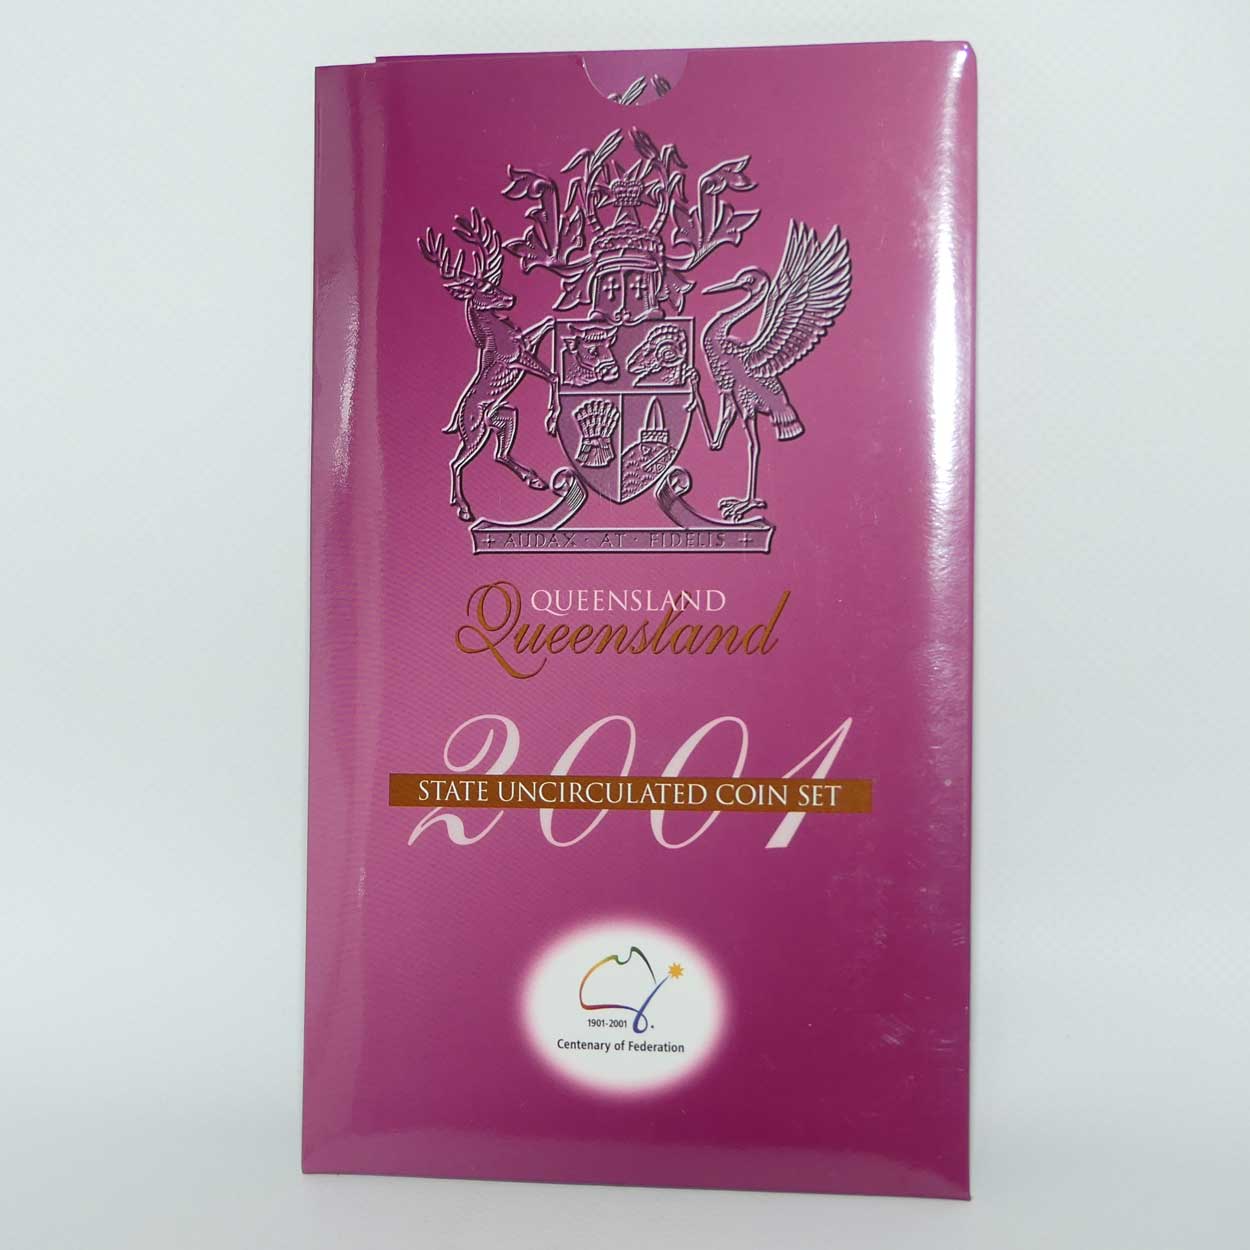 + AUDAX · AT · FIDELIS +
QUEENSLAND
Queensland
2001
STATE UNCIRCULATED COIN SET
1901-2001
Centenary of Federation